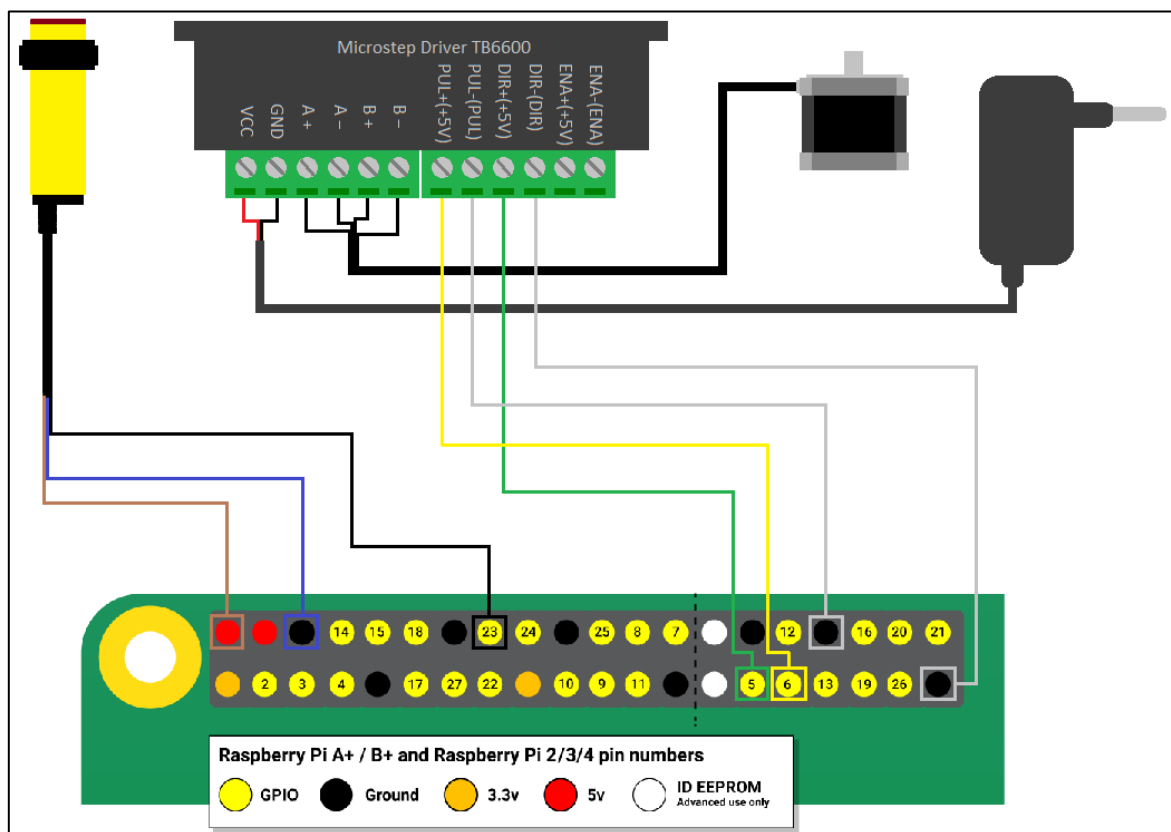 Microstep Driver TB6600
VCC
GND
A +
A –
B +
B –
PUL+(+5V)
PUL-(PUL)
DIR+(+5V)
DIR-(DIR)
ENA+(+5V)
ENA-(ENA)
14 15 18 23 24 25 8 7 12 16 20 21
2 3 4 17 27 22 10 9 11 5 6 13 19 26
Raspberry Pi A+ / B+ and Raspberry Pi 2/3/4 pin numbers
GPIO Ground 3.3v 5v ID EEPROM
Advanced use only